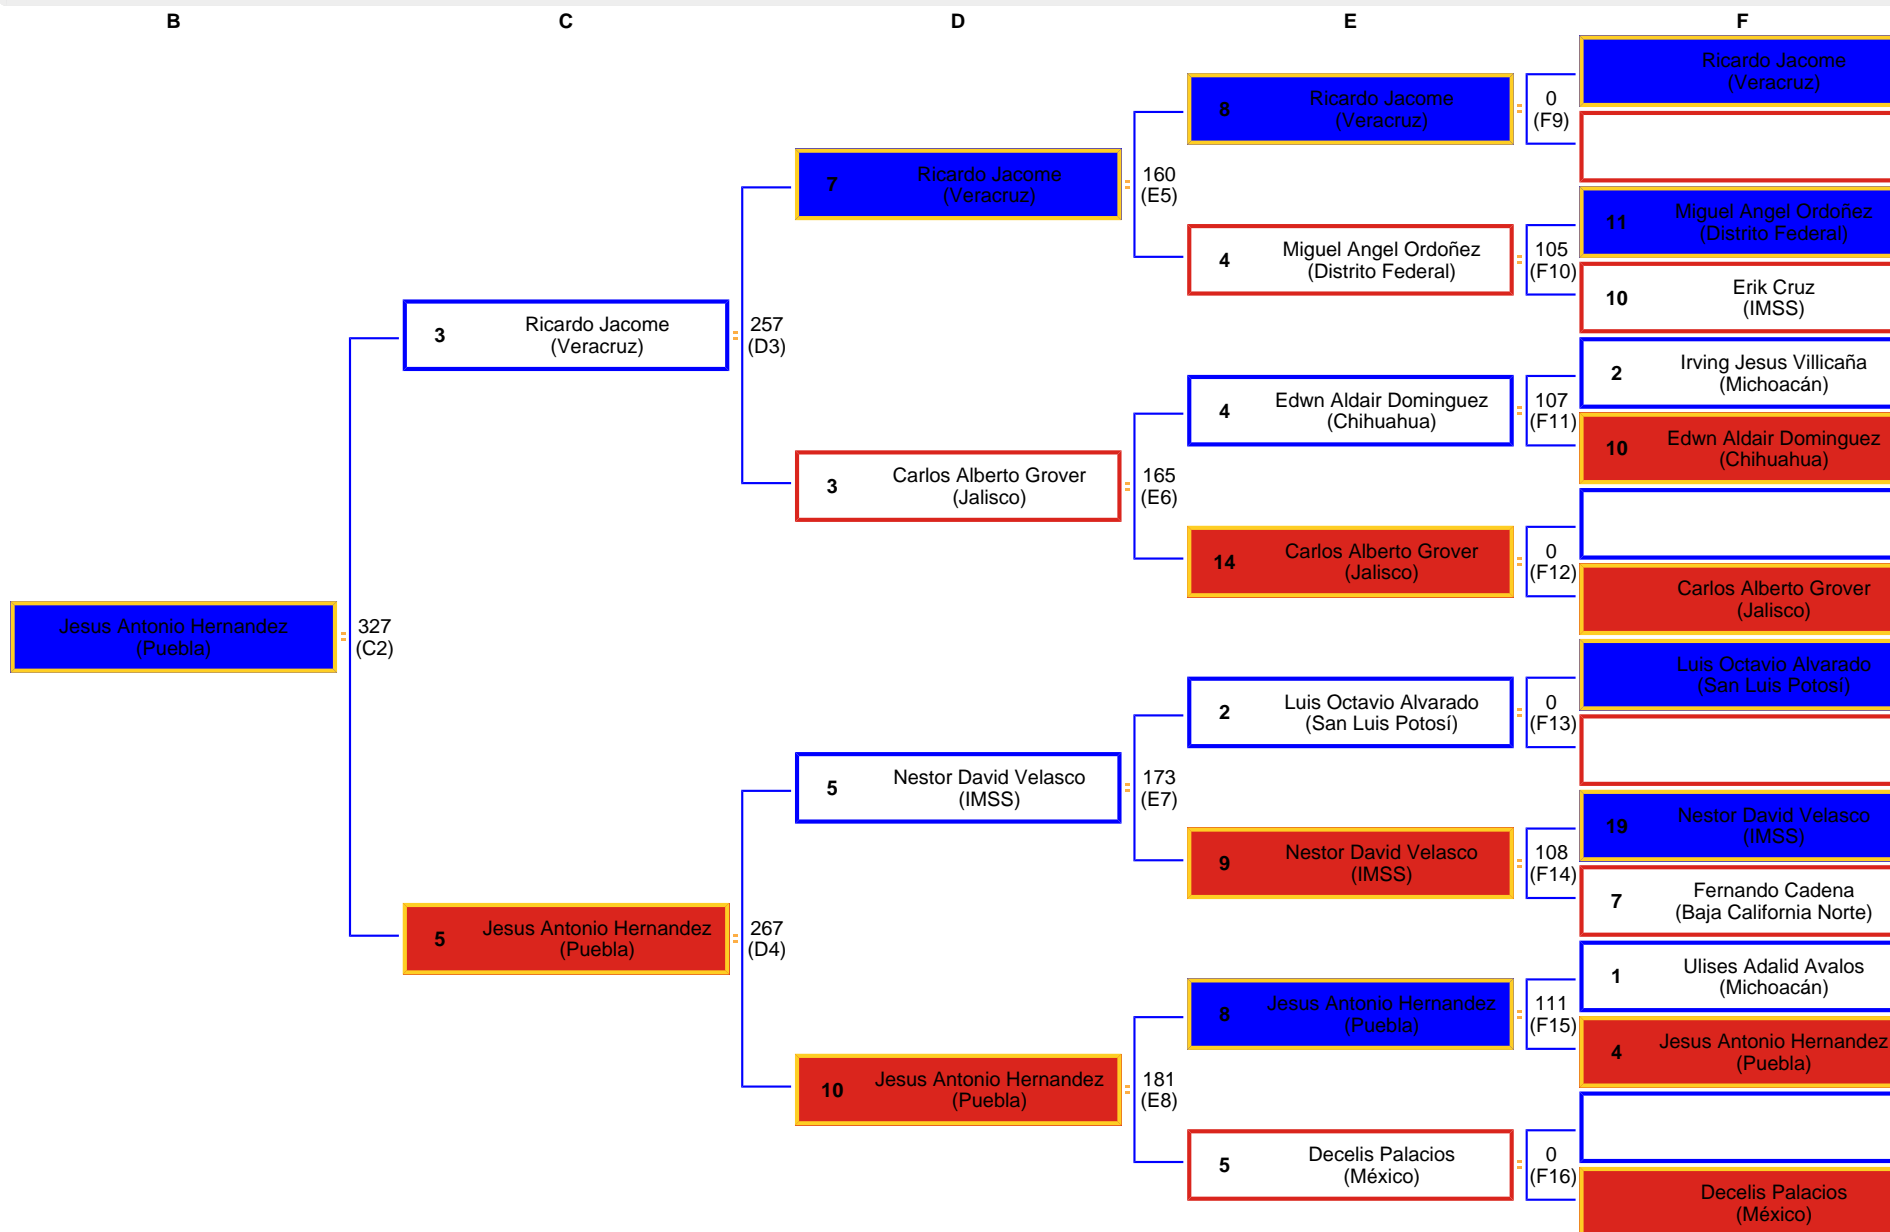 B
C
D
E
F
Jesus Antonio Hernandez
(Puebla)
327
(C2)
3
Ricardo Jacome
(Veracruz)
257
(D3)
5
Jesus Antonio Hernandez
(Puebla)
267
(D4)
7
Ricardo Jacome
(Veracruz)
160
(E5)
3
Carlos Alberto Grover
(Jalisco)
165
(E6)
5
Nestor David Velasco
(IMSS)
173
(E7)
10
Jesus Antonio Hernandez
(Puebla)
181
(E8)
8
Ricardo Jacome
(Veracruz)
0
(F9)
4
Miguel Angel Ordoñez
(Distrito Federal)
105
(F10)
4
Edwn Aldair Dominguez
(Chihuahua)
107
(F11)
14
Carlos Alberto Grover
(Jalisco)
0
(F12)
2
Luis Octavio Alvarado
(San Luis Potosí)
0
(F13)
9
Nestor David Velasco
(IMSS)
108
(F14)
8
Jesus Antonio Hernandez
(Puebla)
111
(F15)
5
Decelis Palacios
(México)
0
(F16)
Ricardo Jacome
(Veracruz)
11
Miguel Angel Ordoñez
(Distrito Federal)
10
Erik Cruz
(IMSS)
2
Irving Jesus Villicaña
(Michoacán)
10
Edwn Aldair Dominguez
(Chihuahua)
Carlos Alberto Grover
(Jalisco)
Luis Octavio Alvarado
(San Luis Potosí)
19
Nestor David Velasco
(IMSS)
7
Fernando Cadena
(Baja California Norte)
1
Ulises Adalid Avalos
(Michoacán)
4
Jesus Antonio Hernandez
(Puebla)
Decelis Palacios
(México)